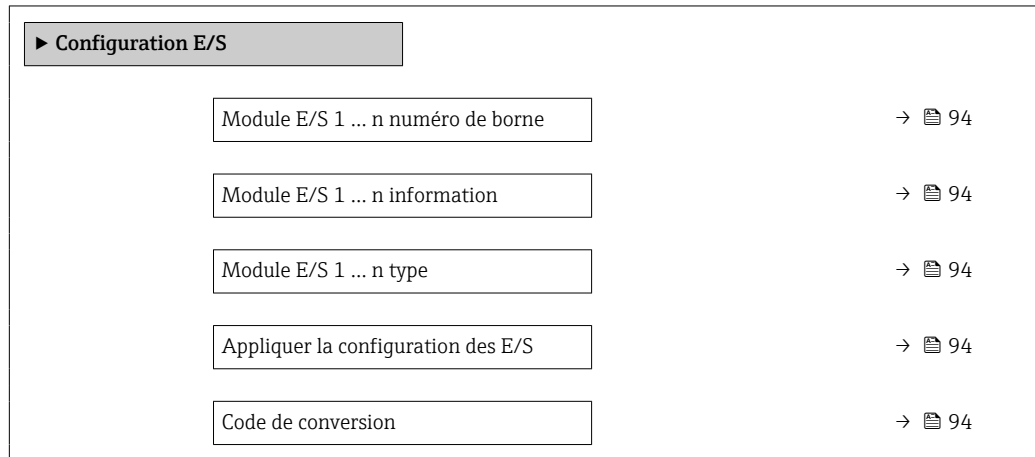 ► Configuration E/S
Module E/S 1 ... n numéro de borne → 94
Module E/S 1 ... n information → 94
Module E/S 1 ... n type → 94
Appliquer la configuration des E/S → 94
Code de conversion → 94